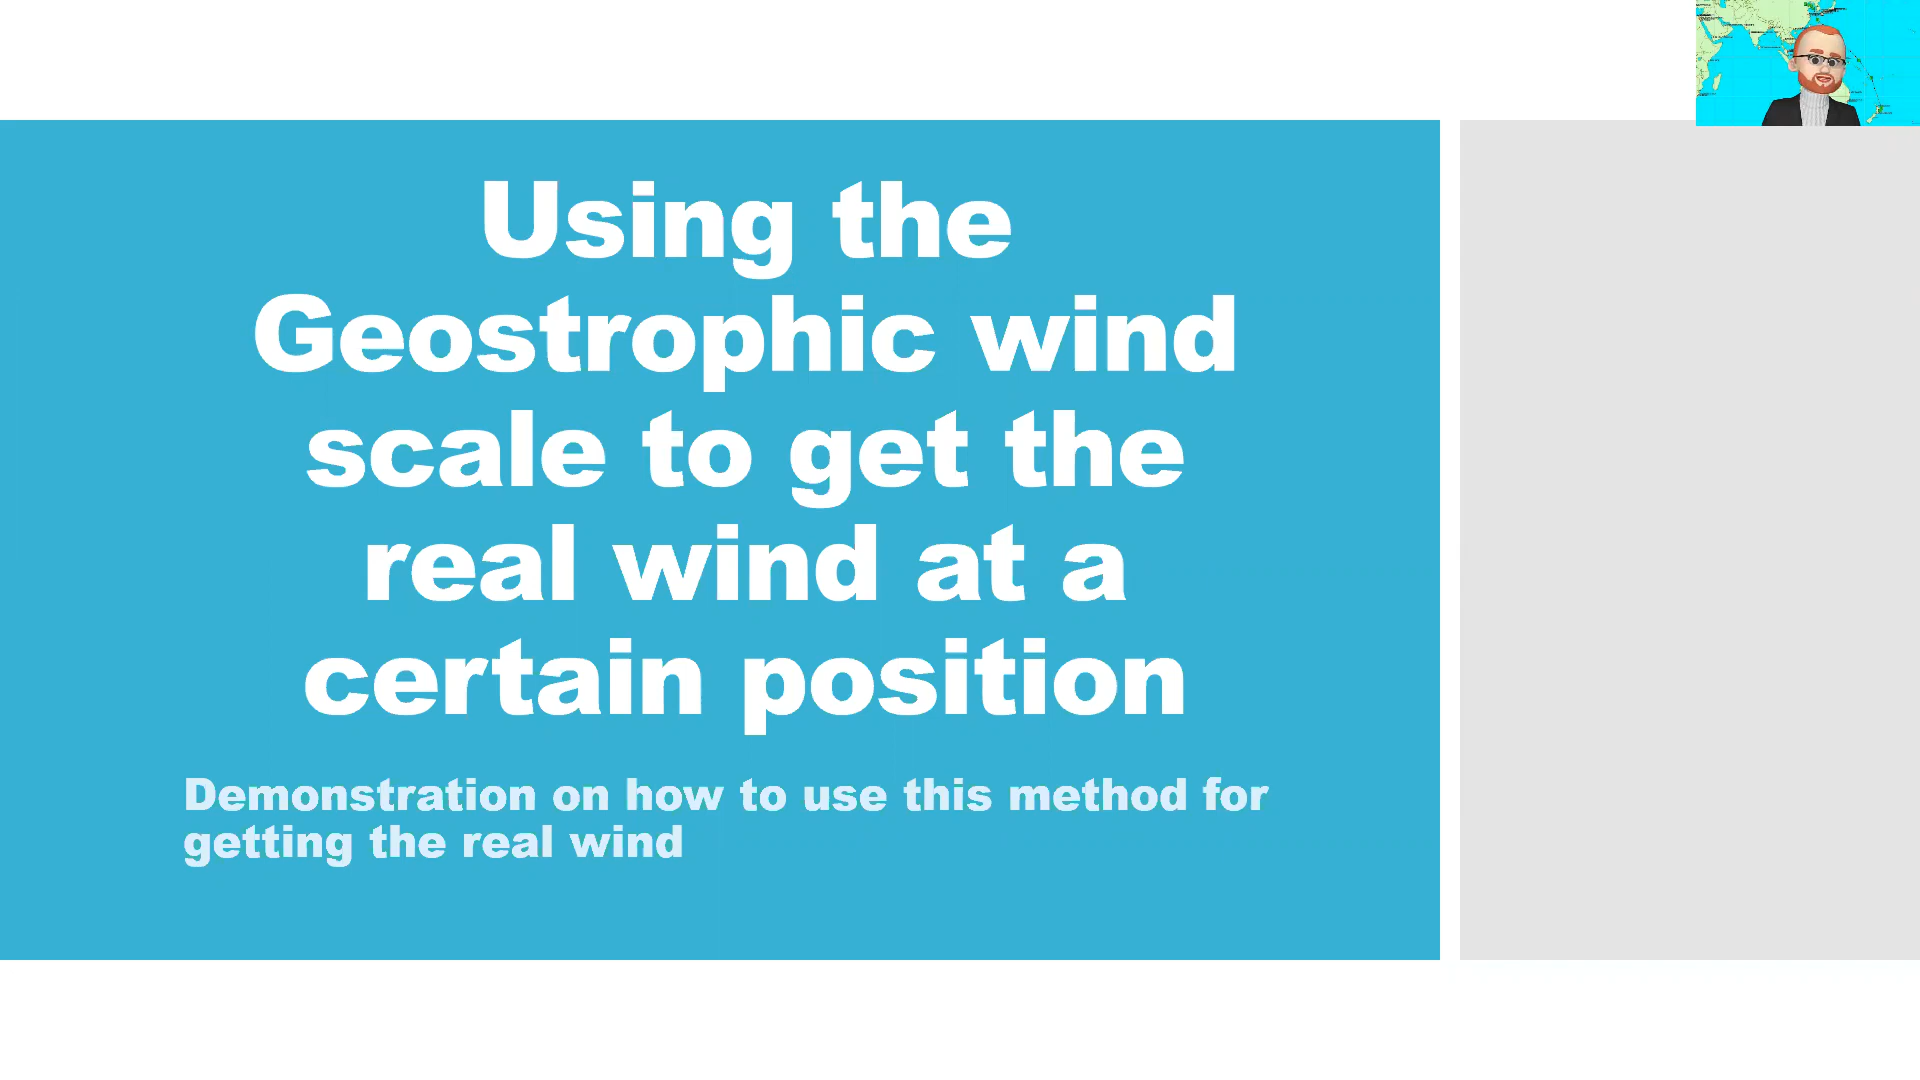 Using the
Geostrophic wind
scale to get the
real wind at a
certain position
Demonstration on how to use this method for
getting the real wind